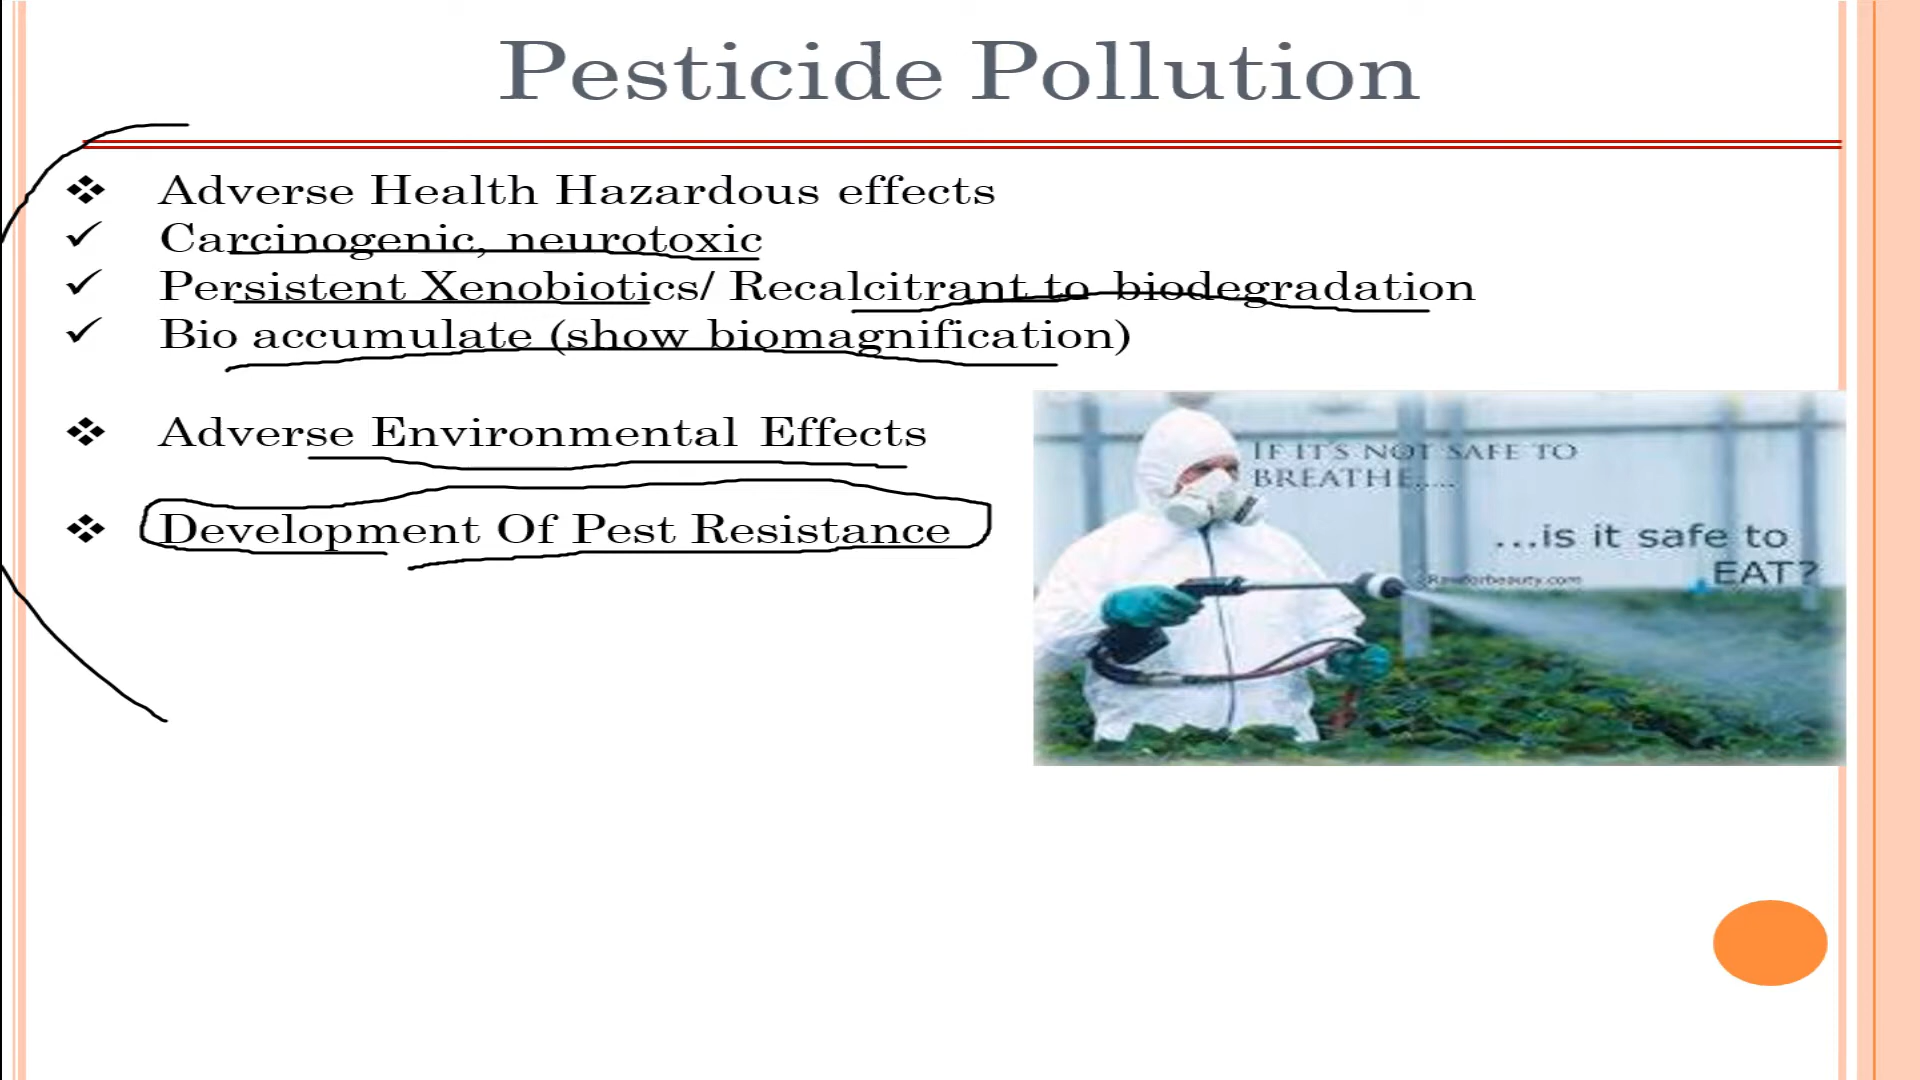 Pesticide Pollution
❖ Adverse Health Hazardous effects
✓ Carcinogenic, neurotoxic
✓ Persistent Xenobiotics/ Recalcitrant to biodegradation
✓ Bio accumulate (show biomagnification)
❖ Adverse Environmental Effects
❖ Development Of Pest Resistance
IF IT'S NOT SAFE TO
BREATHE....
...is it safe to
EAT?